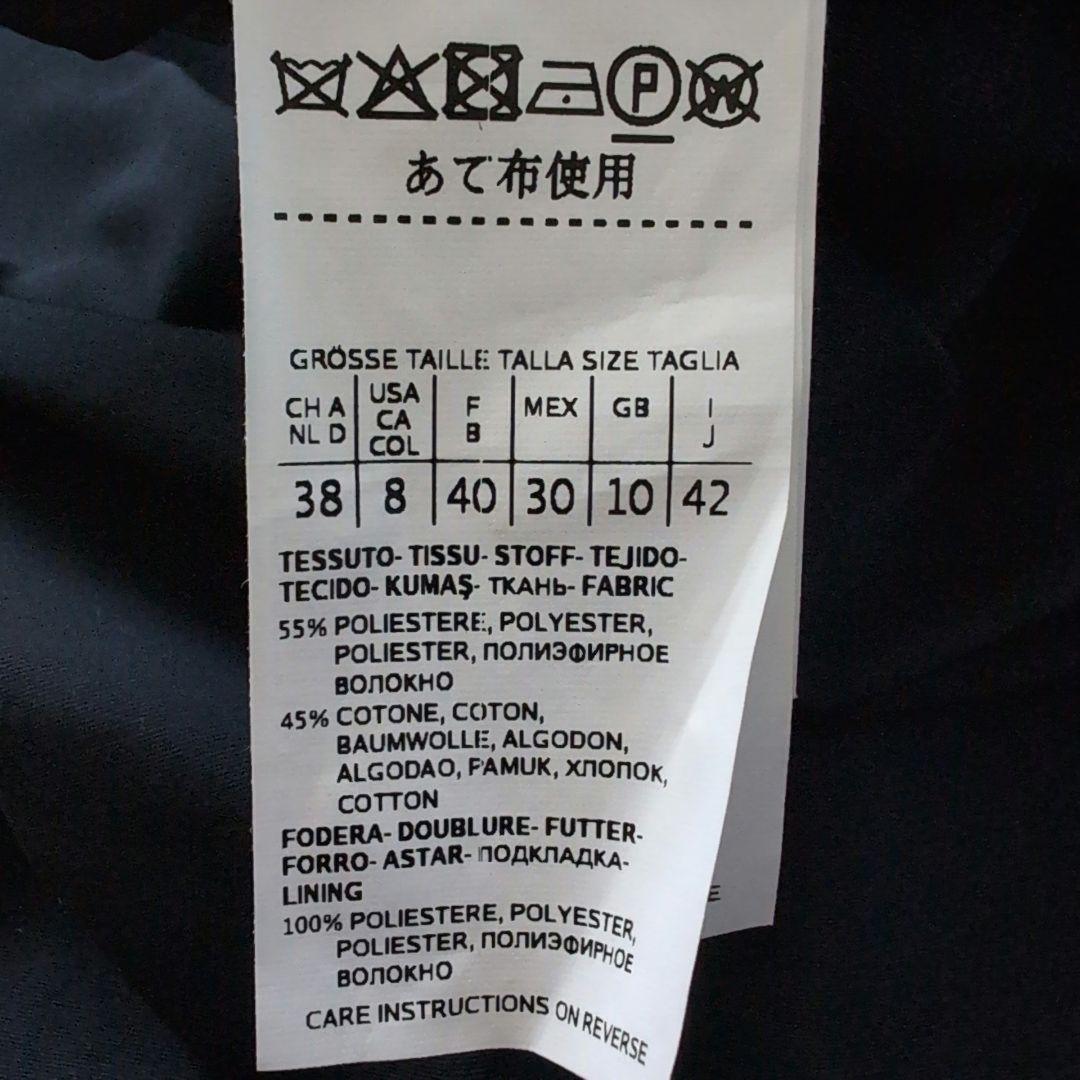 P W
あて布使用
GRÖSSE TAILLE TALLA SIZE TAGLIA
CH A NL D USA CA COL F B MEX GB I J
38 8 40 30 10 42
TESSUTO- TISSU- STOFF- TEJIDO-
TECIDO- KUMAŞ- ТКАНЬ- FABRIC
55% POLIESTERE, POLYESTER,
POLIESTER, ПОЛИЭФИРНОЕ
ВОЛОКНО
45% COTONE, COTON,
BAUMWOLLE, ALGODON,
ALGODAO, PAMUK, ХЛОПОК,
COTTON
FODERA- DOUBLURE- FUTTER-
FORRO- ASTAR- ПОДКЛАДКА-
LINING
100% POLIESTERE, POLYESTER,
POLIESTER, ПОЛИЭФИРНОЕ
ВОЛОКНО
CARE INSTRUCTIONS ON REVERSE